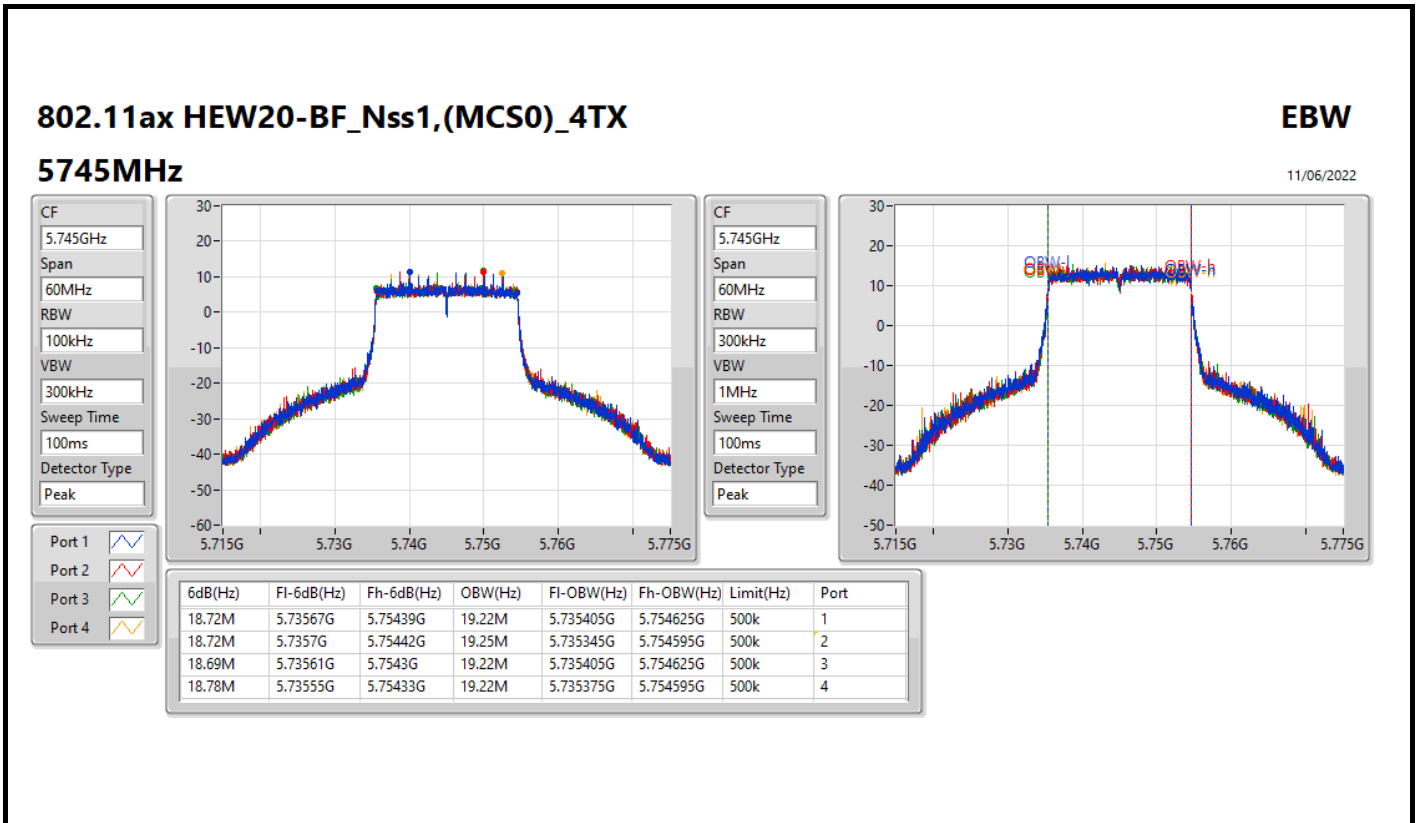 802.11ax HEW20-BF_Nss1,(MCS0)_4TX
EBW
5745MHz
11/06/2022
CF
5.745GHz
Span
60MHz
RBW
100kHz
VBW
300kHz
Sweep Time
100ms
Detector Type
Peak
30
20
10
0
-10
-20
-30
-40
-50
-60
5.715G 5.73G 5.74G 5.75G 5.76G 5.775G
CF
5.745GHz
Span
60MHz
RBW
300kHz
VBW
1MHz
Sweep Time
100ms
Detector Type
Peak
30
20
10
0
-10
-20
-30
-40
-50
OBW-l
OBW-h
5.715G 5.73G 5.74G 5.75G 5.76G 5.775G
Port 1
Port 2
Port 3
Port 4
6dB(Hz) Fl-6dB(Hz) Fh-6dB(Hz) OBW(Hz) Fl-OBW(Hz) Fh-OBW(Hz) Limit(Hz) Port
18.72M 5.73567G 5.75439G 19.22M 5.735405G 5.754625G 500k 1
18.72M 5.7357G 5.75442G 19.25M 5.735345G 5.754595G 500k 2
18.69M 5.73561G 5.7543G 19.22M 5.735405G 5.754625G 500k 3
18.78M 5.73555G 5.75433G 19.22M 5.735375G 5.754595G 500k 4